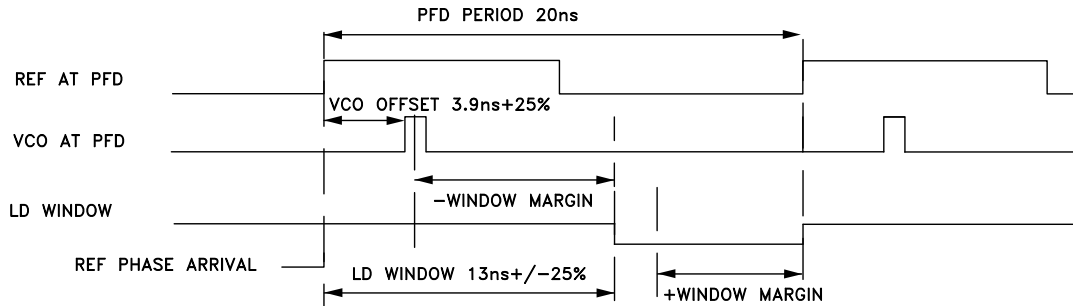 PFD PERIOD 20ns
REF AT PFD
VCO OFFSET 3.9ns+25%
VCO AT PFD
-WINDOW MARGIN
LD WINDOW
REF PHASE ARRIVAL
LD WINDOW 13ns+/-25%
+WINDOW MARGIN